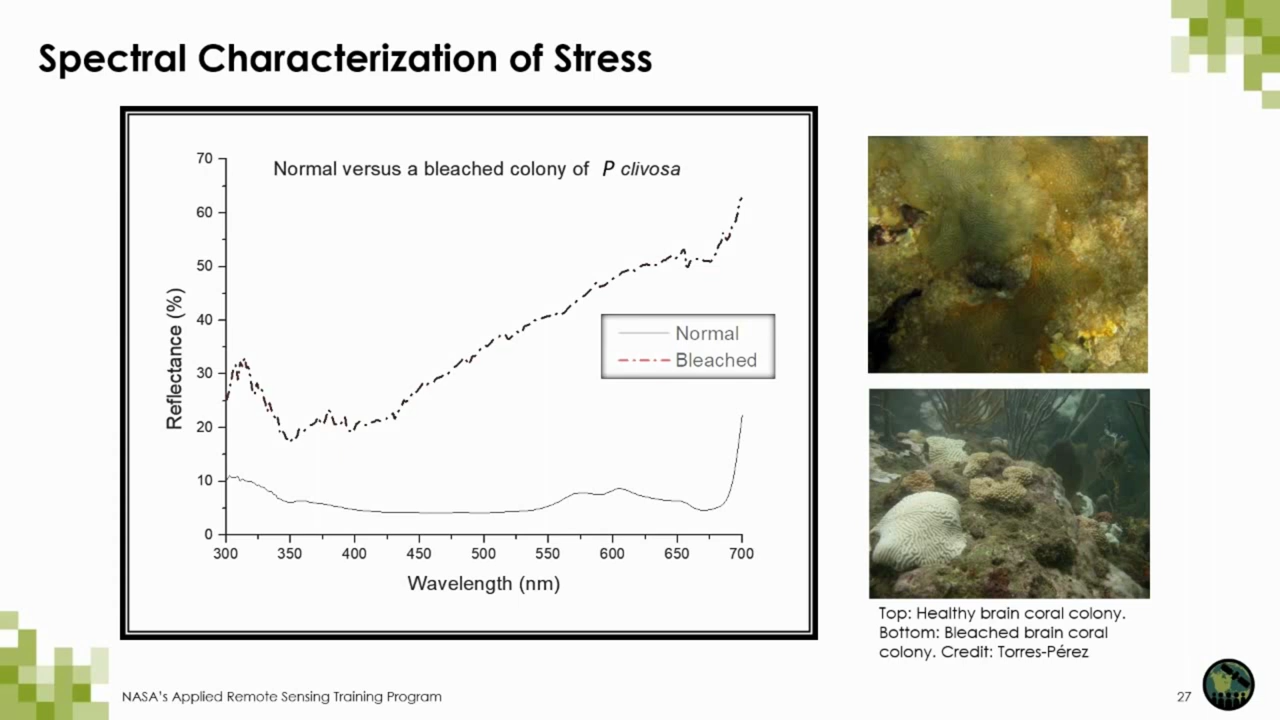 Spectral Characterization of Stress
Normal versus a bleached colony of P clivosa
Reflectance (%)
70
60
50
40
30
20
10
0
300 350 400 450 500 550 600 650 700
Wavelength (nm)
Normal
Bleached
Top: Healthy brain coral colony.
Bottom: Bleached brain coral
colony. Credit: Torres-Pérez
NASA's Applied Remote Sensing Training Program
27